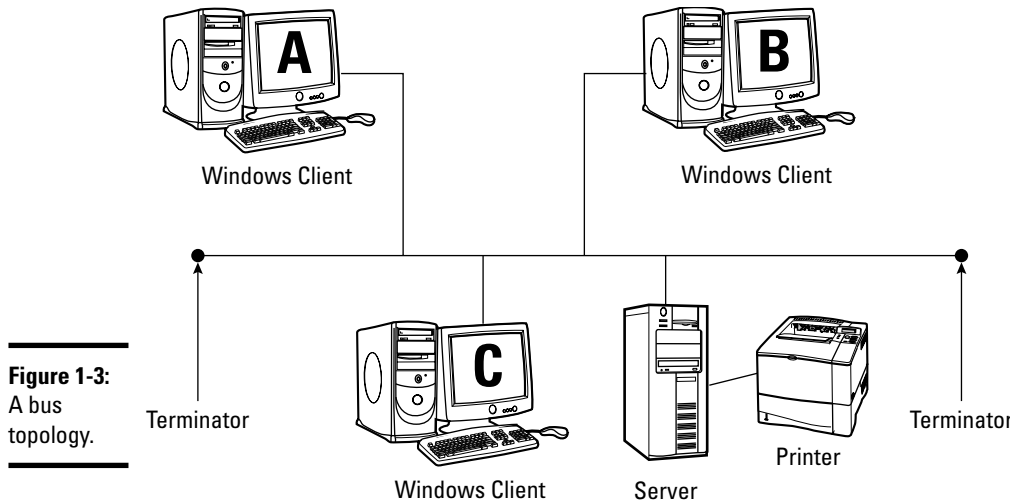 A
B
Windows Client
Windows Client
C
Figure 1-3:
A bus
topology.
Terminator
Terminator
Printer
Windows Client
Server